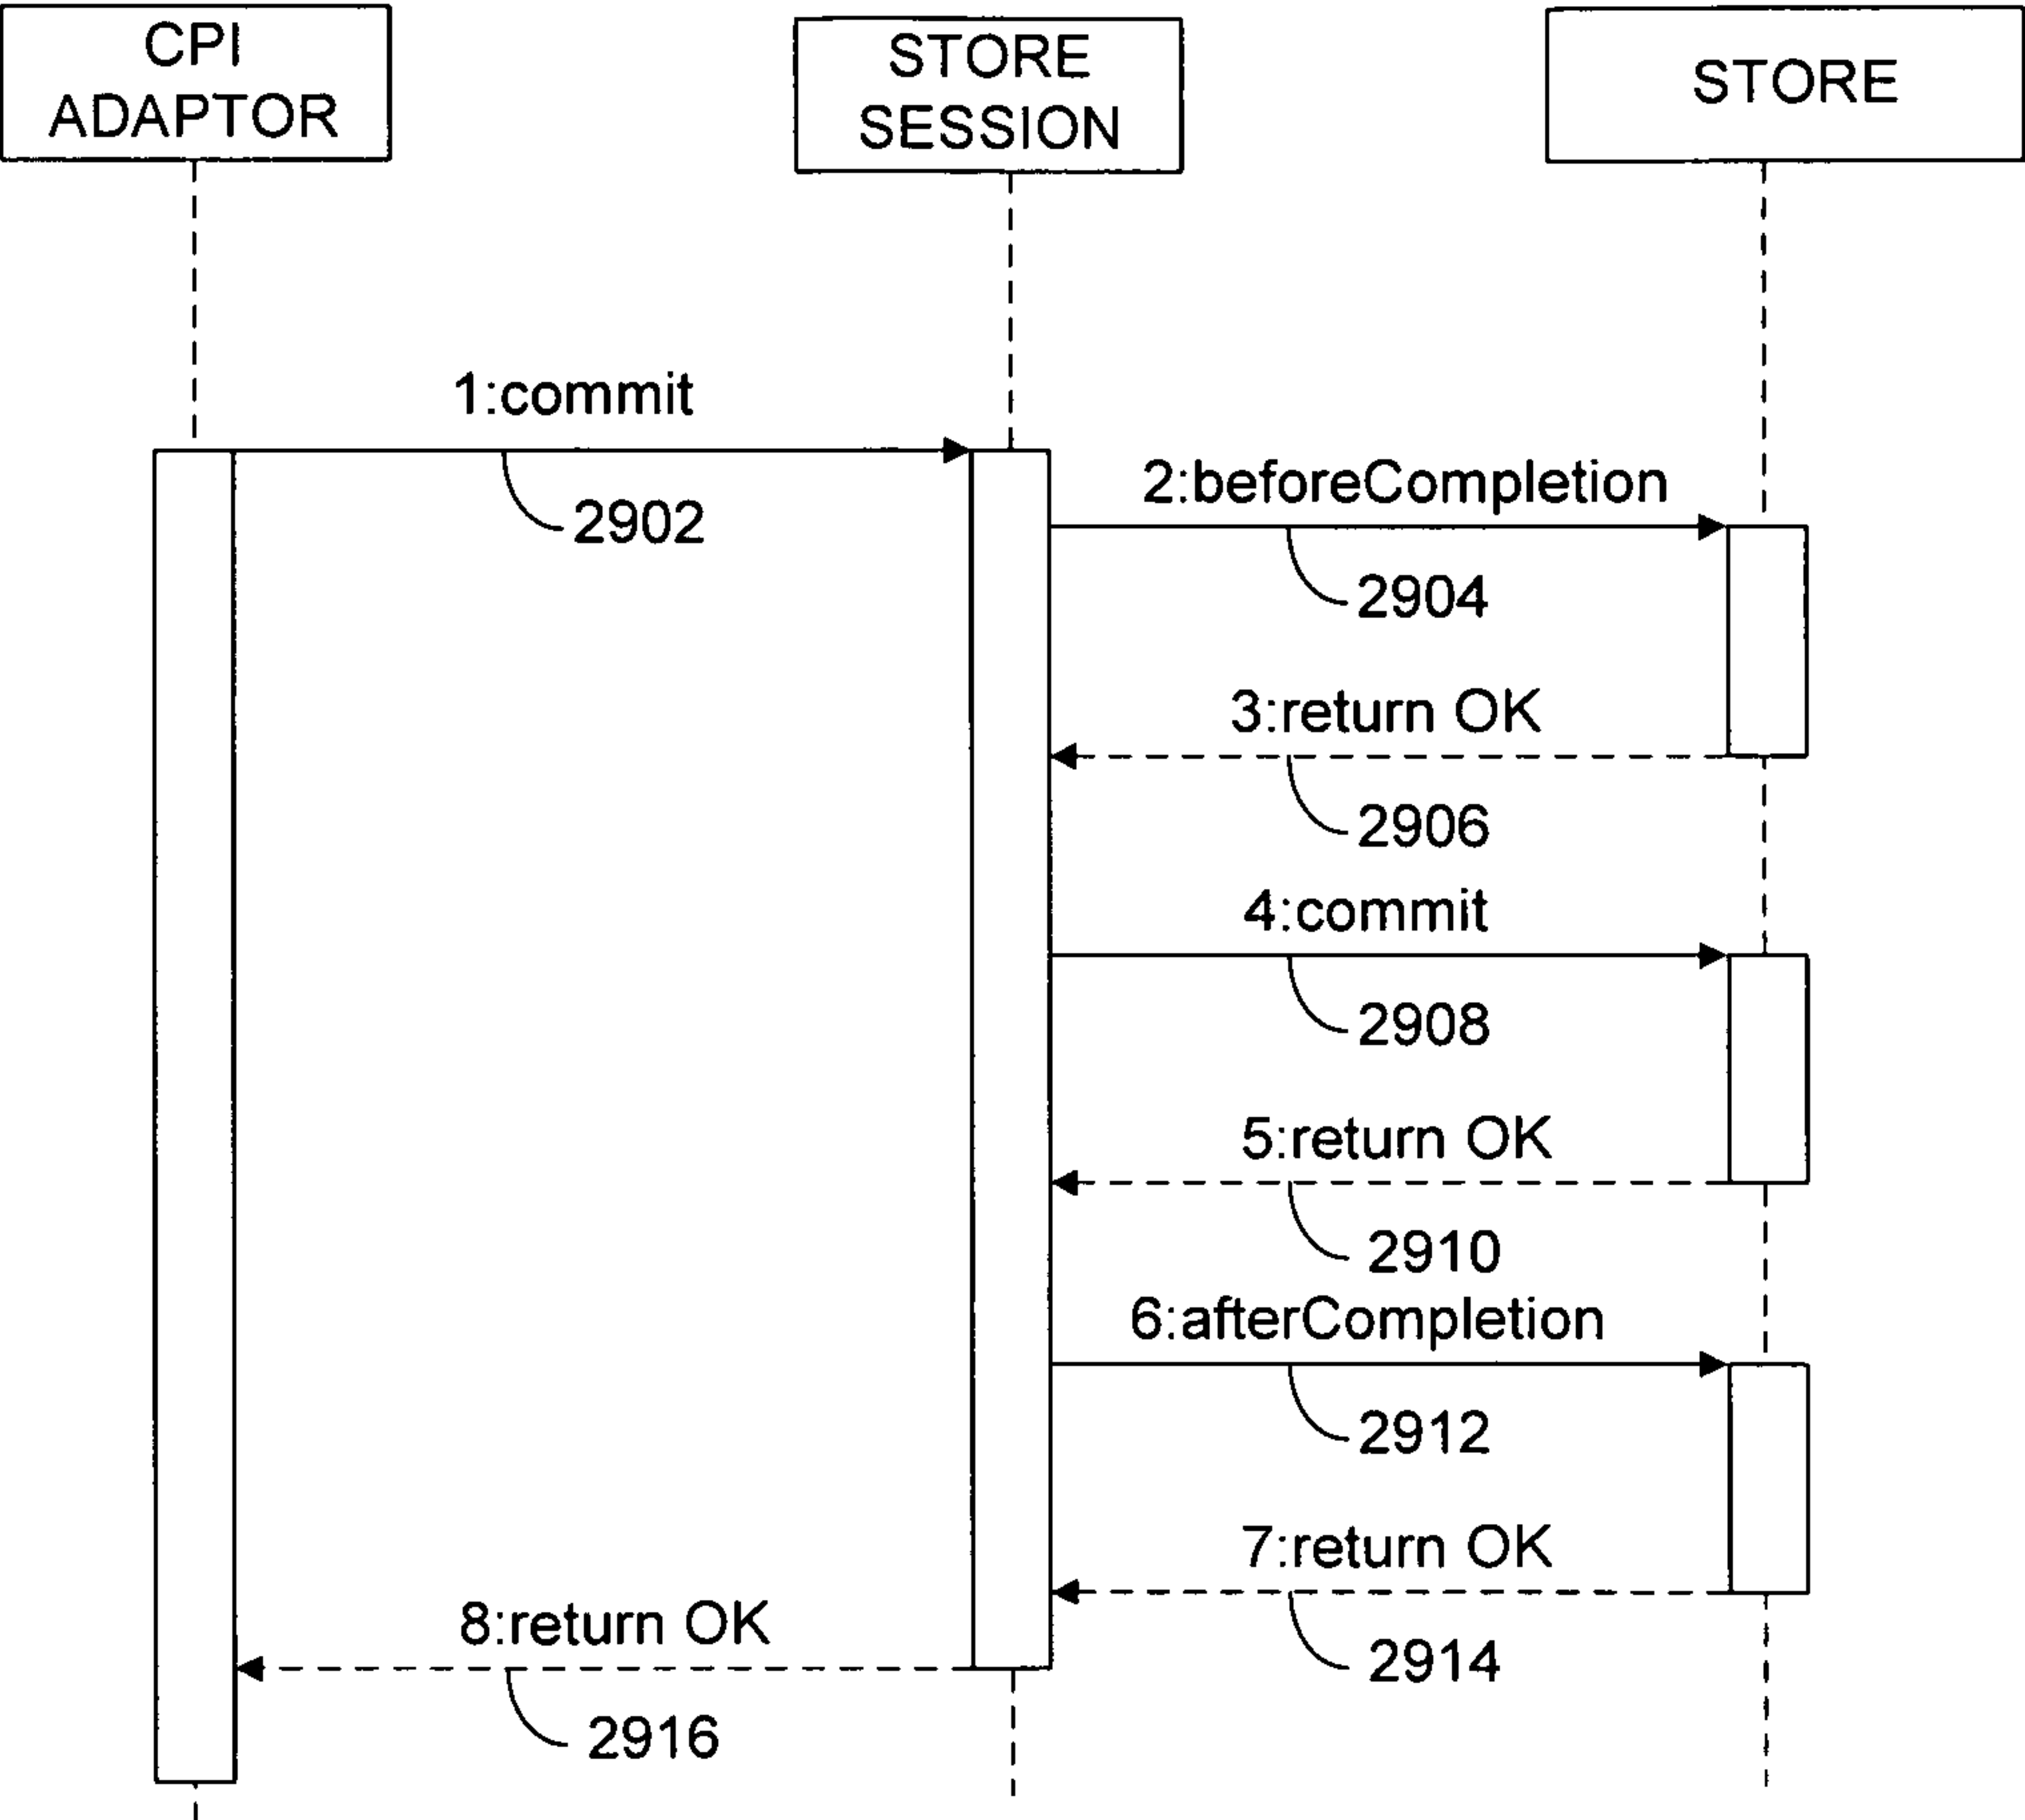 CPI
ADAPTOR
STORE
SESSION
STORE
1:commit
2902
2:beforeCompletion
2904
3:return OK
2906
4:commit
2908
5:return OK
2910
6:afterCompletion
2912
7:return OK
2914
8:return OK
2916